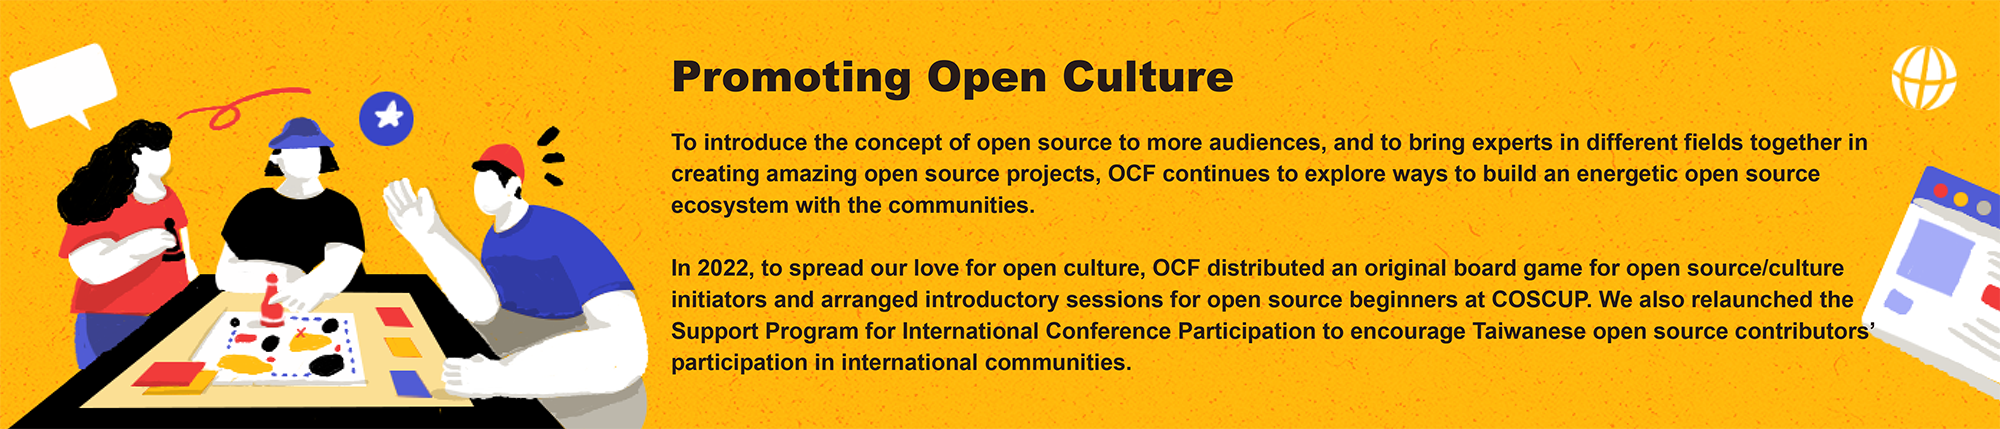 Promoting Open Culture
To introduce the concept of open source to more audiences, and to bring experts in different fields together in
creating amazing open source projects, OCF continues to explore ways to build an energetic open source
ecosystem with the communities.
In 2022, to spread our love for open culture, OCF distributed an original board game for open source/culture
initiators and arranged introductory sessions for open source beginners at COSCUP. We also relaunched the
Support Program for International Conference Participation to encourage Taiwanese open source contributors’
participation in international communities.